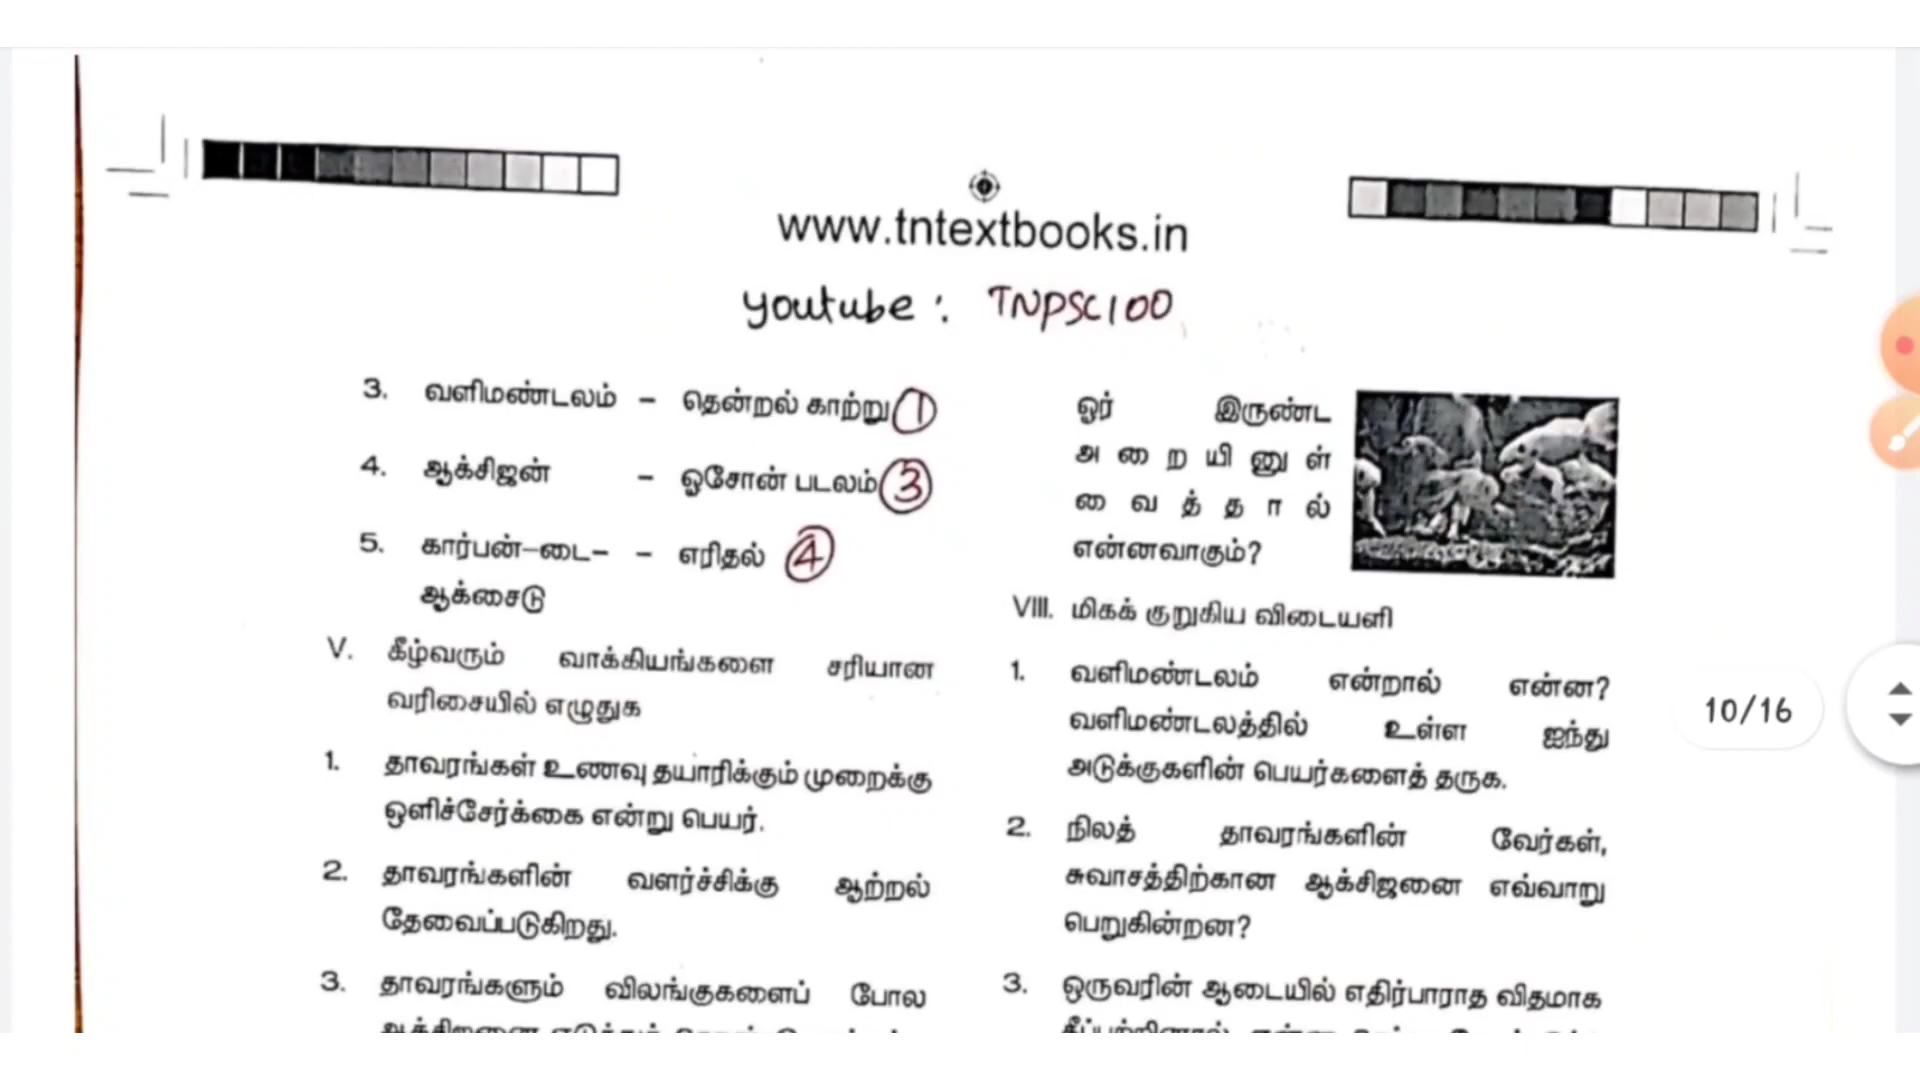 www.tntextbooks.in
youtube : TNPSC100
3. வளிமண்டலம் – தென்றல் காற்று 1
4. ஆக்சிஜன் – ஓசோன் படலம் 3
5. கார்பன்–டை– – எரிதல் 4
ஆக்சைடு
V. கீழ்வரும் வாக்கியங்களை சரியான
வரிசையில் எழுதுக
1. தாவரங்கள் உணவு தயாரிக்கும் முறைக்கு
ஒளிச்சேர்க்கை என்று பெயர்.
2. தாவரங்களின் வளர்ச்சிக்கு ஆற்றல்
தேவைப்படுகிறது.
3. தாவரங்களும் விலங்குகளைப் போல
ஓர் இருண்ட
அறையினுள்
வைத்தால்
என்னவாகும்?
VIII. மிகக் குறுகிய விடையளி
1. வளிமண்டலம் என்றால் என்ன?
வளிமண்டலத்தில் உள்ள ஐந்து
அடுக்குகளின் பெயர்களைத் தருக.
2. நிலத் தாவரங்களின் வேர்கள்,
சுவாசத்திற்கான ஆக்சிஜனை எவ்வாறு
பெறுகின்றன?
3. ஒருவரின் ஆடையில் எதிர்பாராத விதமாக
10/16